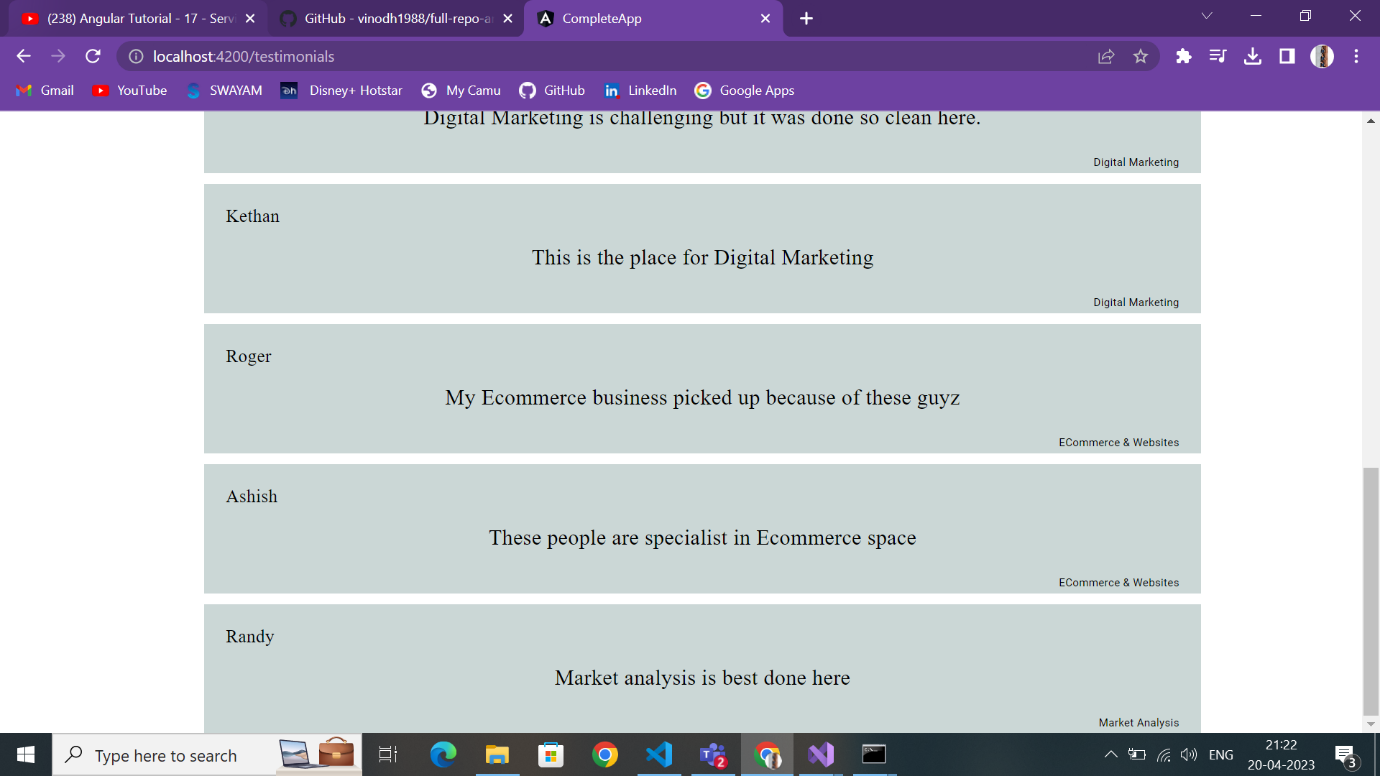 (238) Angular Tutorial - 17 - Serv
GitHub - vinodh1988/full-repo-an
CompleteApp
localhost:4200/testimonials
Gmail
YouTube
SWAYAM
Disney+ Hotstar
My Camu
GitHub
LinkedIn
Google Apps
Digital Marketing is challenging but it was done so clean here.
Digital Marketing
Kethan
This is the place for Digital Marketing
Digital Marketing
Roger
My Ecommerce business picked up because of these guyz
ECommerce & Websites
Ashish
These people are specialist in Ecommerce space
ECommerce & Websites
Randy
Market analysis is best done here
Market Analysis
Type here to search
2
ENG
21:22
20-04-2023
3